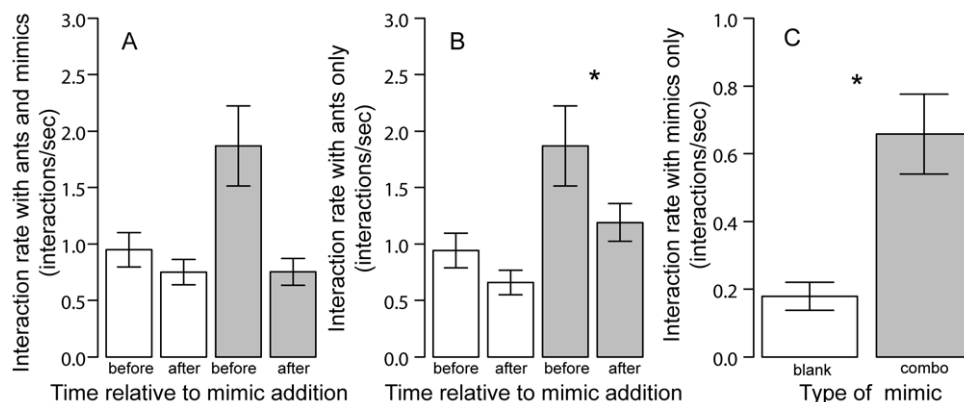 A
Interaction rate with ants and mimics
(interactions/sec)
3.0
2.5
2.0
1.5
1.0
0.5
0.0
before after before after
Time relative to mimic addition
B
*
Interaction rate with ants only
(interactions/sec)
3.0
2.5
2.0
1.5
1.0
0.5
0.0
before after before after
Time relative to mimic addition
C
*
Interaction rate with mimics only
(interactions/sec)
1.0
0.8
0.6
0.4
0.2
0.0
blank combo
Type of mimic